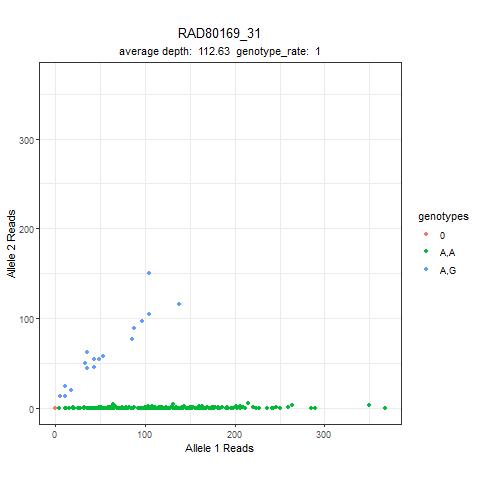 RAD80169_31
average depth:  112.63  genotype_rate:  1
Allele 2 Reads
300
200
100
0
0
100
200
300
Allele 1 Reads
genotypes
0
A,A
A,G